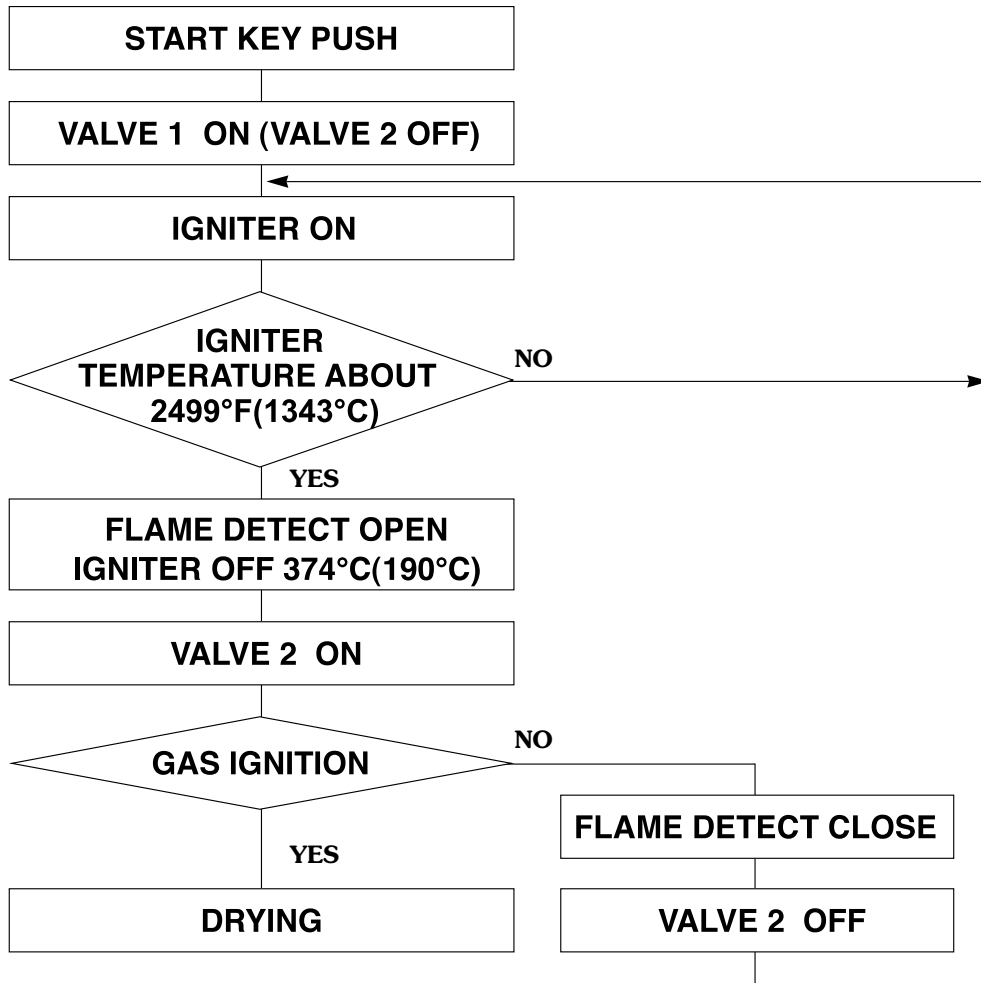 START KEY PUSH
VALVE 1 ON (VALVE 2 OFF)
IGNITER ON
IGNITER
TEMPERATURE ABOUT
2499°F(1343°C)
NO
YES
FLAME DETECT OPEN
IGNITER OFF 374°C(190°C)
VALVE 2 ON
GAS IGNITION
NO
YES
FLAME DETECT CLOSE
DRYING
VALVE 2 OFF